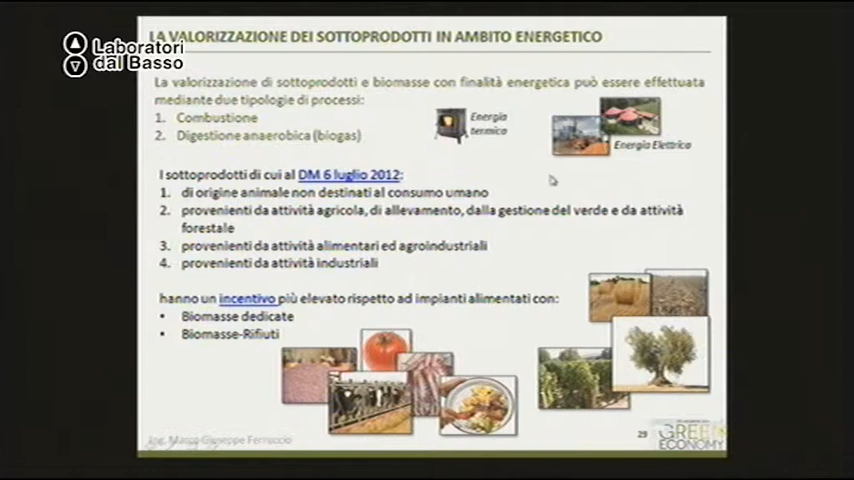 LA VALORIZZAZIONE DEI SOTTOPRODOTTI IN AMBITO ENERGETICO
Laboratori
dal Basso
La valorizzazione di sottoprodotti e biomasse con finalità energetica può essere effettuata
mediante due tipologie di processi:
1. Combustione
2. Digestione anaerobica (biogas)
Energia
termica
Energia Elettrica
I sottoprodotti di cui al DM 6 luglio 2012:
1. di origine animale non destinati al consumo umano
2. provenienti da attività agricola, di allevamento, dalla gestione del verde e da attività
forestale
3. provenienti da attività alimentari ed agroindustriali
4. provenienti da attività industriali
hanno un incentivo più elevato rispetto ad impianti alimentati con:
• Biomasse dedicate
• Biomasse-Rifiuti
Ing. Marco Giuseppe Ferruccio
29
GREEN
ECONOMY